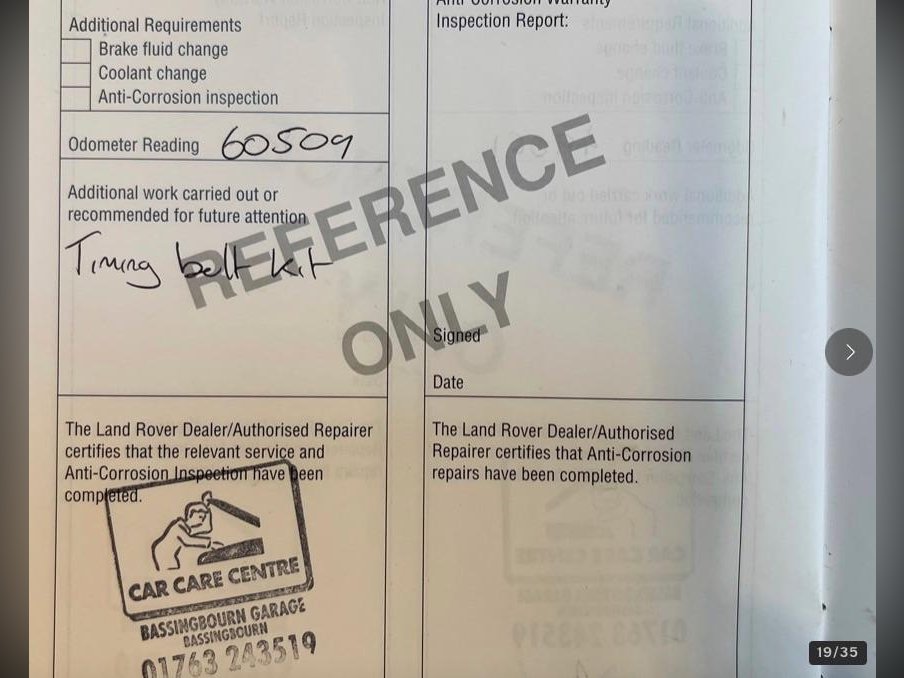 Additional Requirements
Brake fluid change
Coolant change
Anti-Corrosion inspection
Odometer Reading 60509
Additional work carried out or
recommended for future attention
Timing belt kit
The Land Rover Dealer/Authorised Repairer
certifies that the relevant service and
Anti-Corrosion Inspection have been
completed.
CAR CARE CENTRE
BASSINGBOURN GARAGE
BASSINGBOURN
01763 243519
Anti-Corrosion Warranty
Inspection Report:
Signed
Date
The Land Rover Dealer/Authorised
Repairer certifies that Anti-Corrosion
repairs have been completed.
REFERENCE
ONLY
19/35